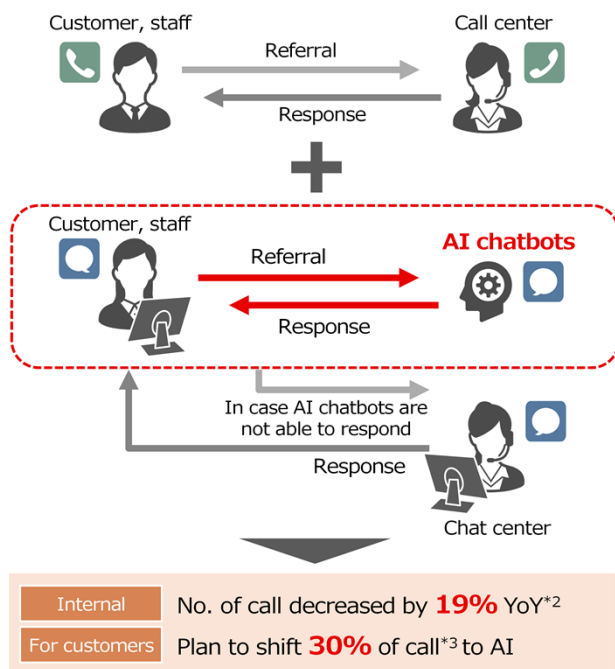 Customer, staff
Call center
Referral
Response
Customer, staff
AI chatbots
Referral
Response
In case AI chatbots are
not able to respond
Response
Chat center
Internal No. of call decreased by 19% YoY*2
For customers Plan to shift 30% of call*3 to AI